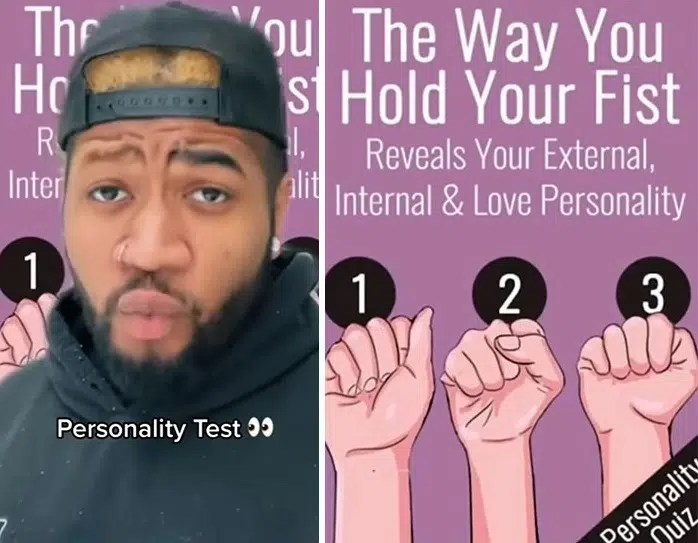 1
Personality Test 👀
The Way You
Hold Your Fist
Reveals Your External,
Internal & Love Personality
1 2 3
Personality
Quiz